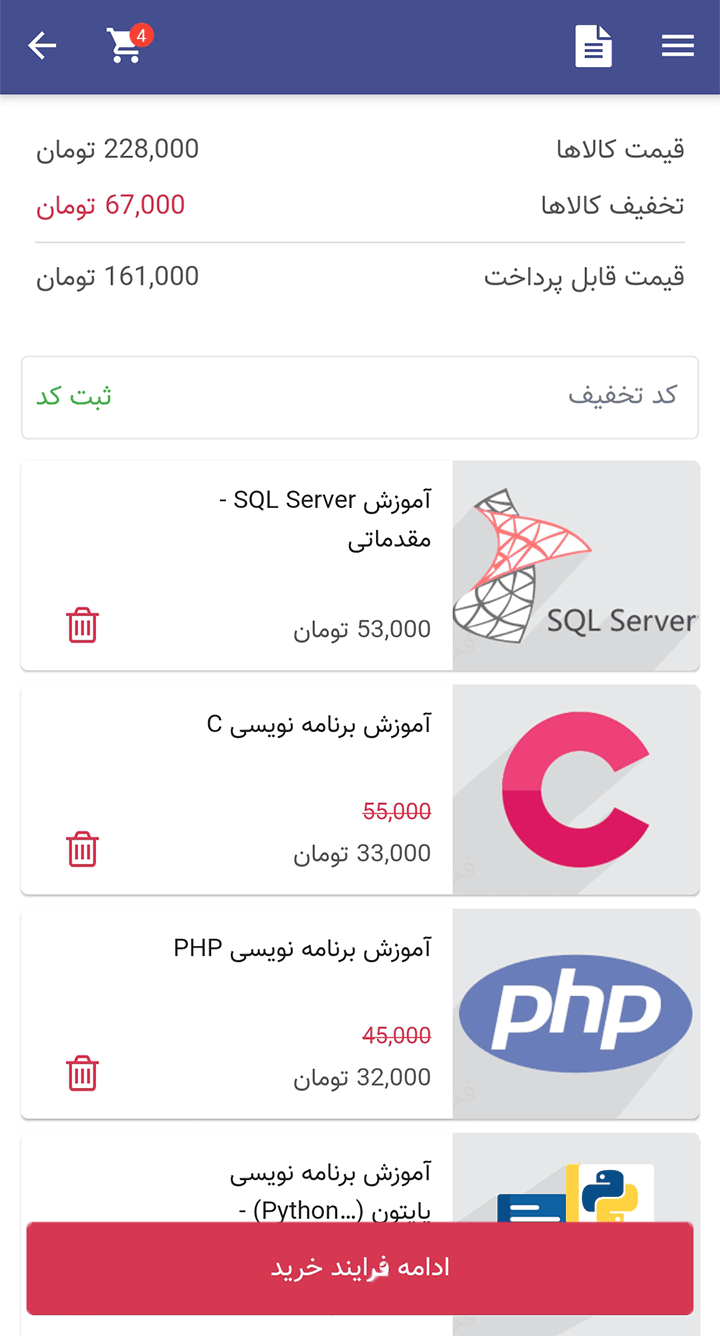 4
قیمت کالاها 228,000 تومان
تخفیف کالاها 67,000 تومان
قیمت قابل پرداخت 161,000 تومان
کد تخفیف ثبت کد
آموزش SQL Server -
مقدماتی
53,000 تومان
SQL Server
آموزش برنامه نویسی C
55,000
33,000 تومان
آموزش برنامه نویسی PHP
45,000
32,000 تومان
php
آموزش برنامه نویسی
پایتون (Python...) -
ادامه فرایند خرید